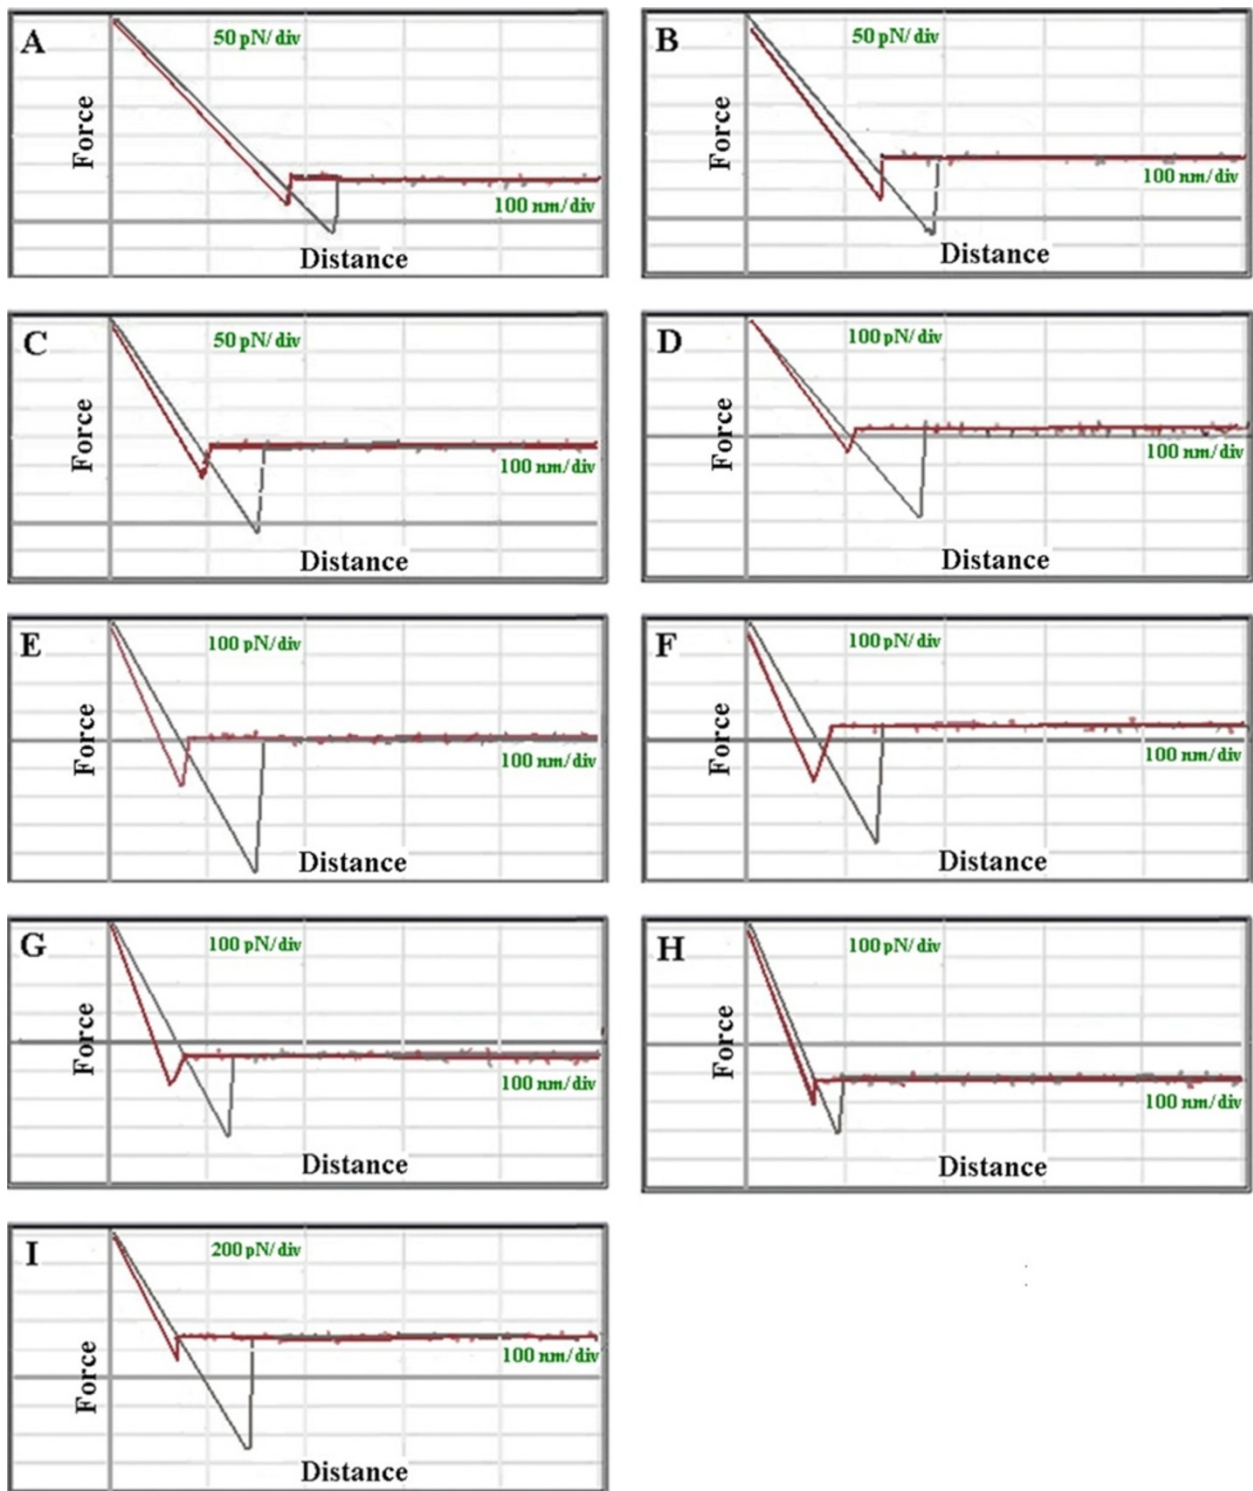 A
50 pN/div
Force
100 nm/div
Distance
B
50 pN/div
Force
100 nm/div
Distance
C
50 pN/div
Force
100 nm/div
Distance
D
100 pN/div
Force
100 nm/div
Distance
E
100 pN/div
Force
100 nm/div
Distance
F
100 pN/div
Force
100 nm/div
Distance
G
100 pN/div
Force
100 nm/div
Distance
H
100 pN/div
Force
100 nm/div
Distance
I
200 pN/div
Force
100 nm/div
Distance